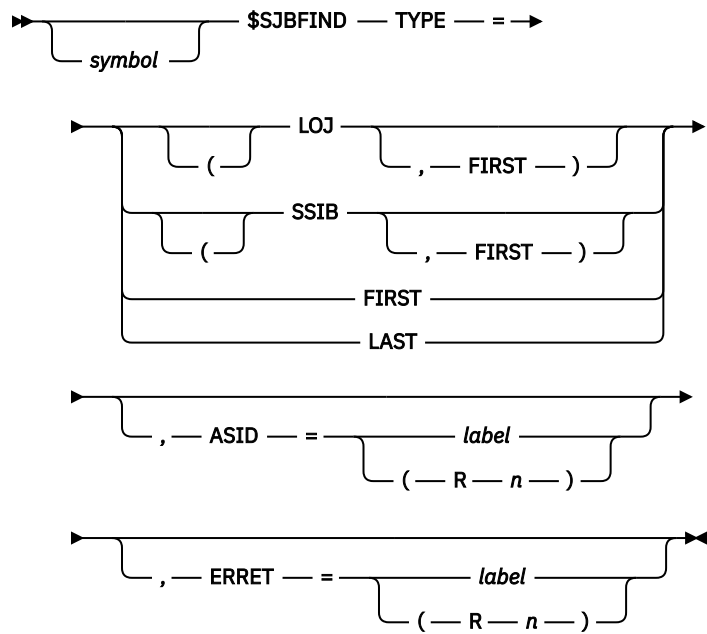 $SJBFIND TYPE =
symbol
LOJ
( , FIRST )
SSIB
( , FIRST )
FIRST
LAST
, ASID = label
( R n )
, ERRET = label
( R n )